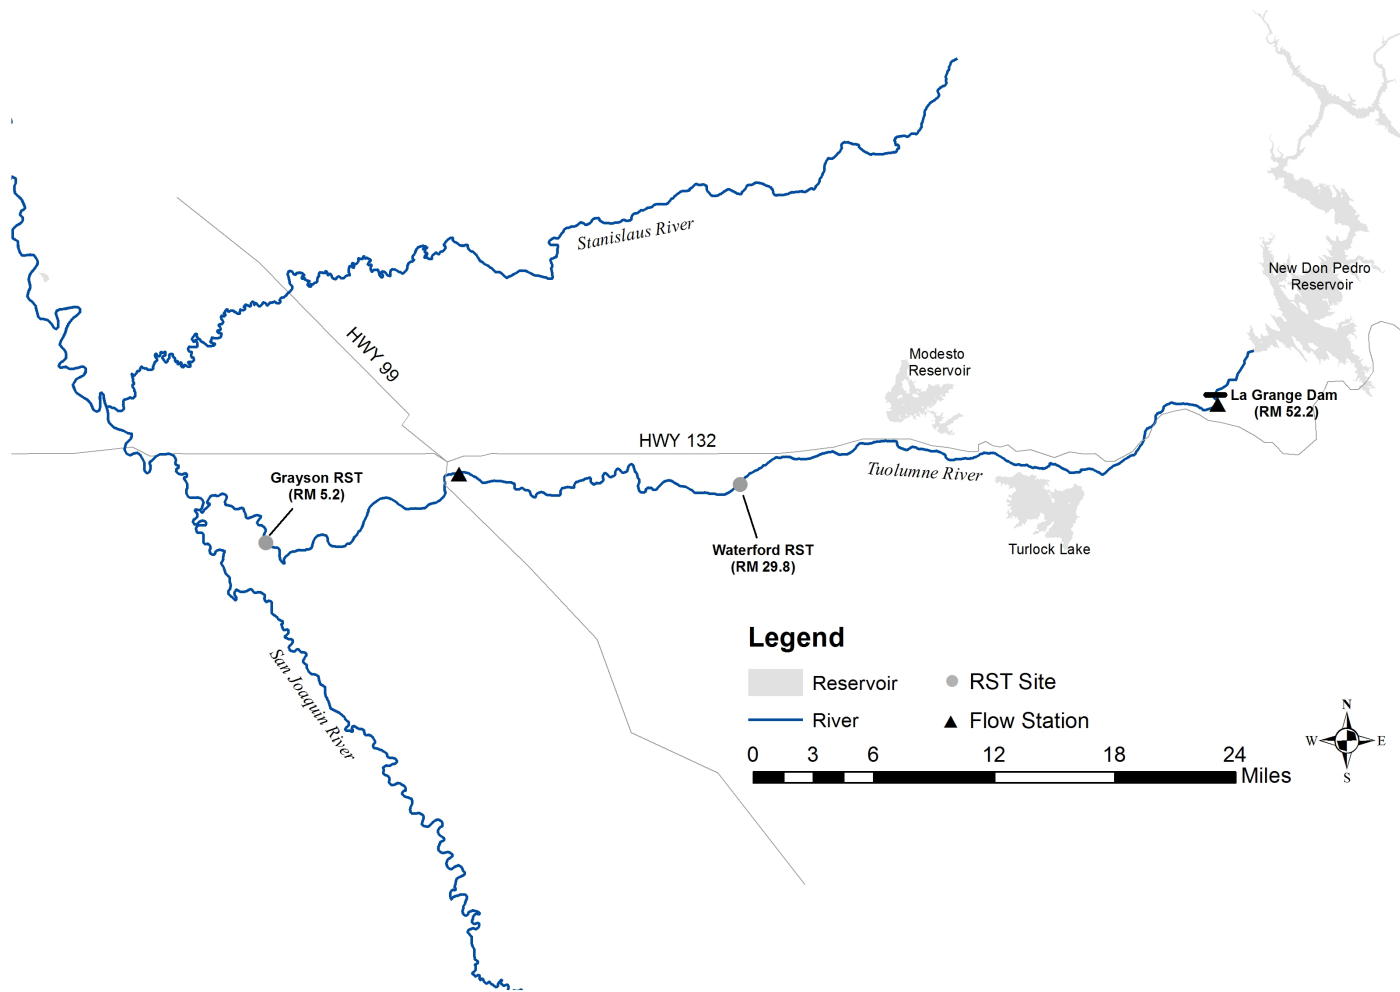 Stanislaus River
New Don Pedro
Reservoir
HWY 99
Modesto
Reservoir
La Grange Dam
(RM 52.2)
HWY 132
Tuolumne River
Grayson RST
(RM 5.2)
Waterford RST
(RM 29.8)
Turlock Lake
San Joaquin River
Legend
Reservoir
RST Site
River
Flow Station
0 3 6 12 18 24
Miles
N
W E
S